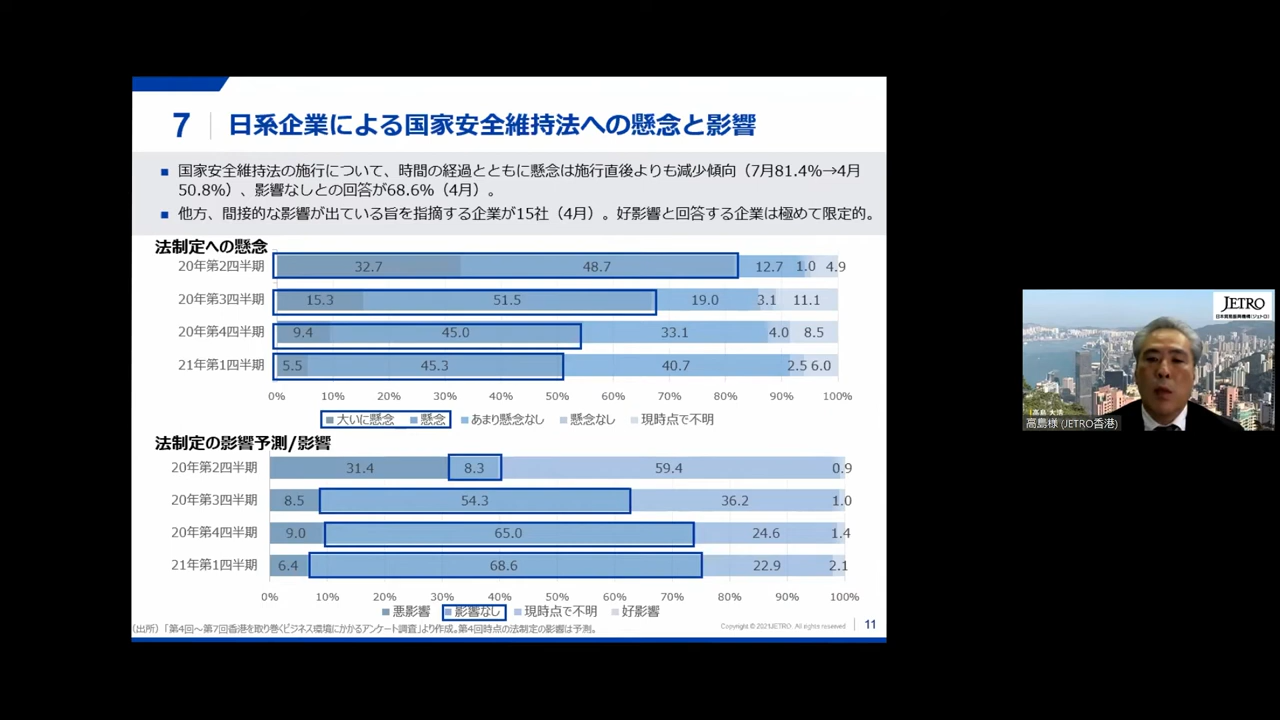 7 日系企業による国家安全維持法への懸念と影響
■ 国家安全維持法の施行について、時間の経過とともに懸念は施行直後よりも減少傾向（7月81.4%→4月
50.8%）、影響なしとの回答が68.6%（4月）。
■ 他方、間接的な影響が出ている旨を指摘する企業が15社（4月）。好影響と回答する企業は極めて限定的。
法制定への懸念
20年第2四半期 32.7 48.7 12.7 1.0 4.9
20年第3四半期 15.3 51.5 19.0 3.1 11.1
20年第4四半期 9.4 45.0 33.1 4.0 8.5
21年第1四半期 5.5 45.3 40.7 2.5 6.0
0% 10% 20% 30% 40% 50% 60% 70% 80% 90% 100%
大いに懸念 懸念 あまり懸念なし 懸念なし 現時点で不明
法制定の影響予測/影響
20年第2四半期 31.4 8.3 59.4 0.9
20年第3四半期 8.5 54.3 36.2 1.0
20年第4四半期 9.0 65.0 24.6 1.4
21年第1四半期 6.4 68.6 22.9 2.1
0% 10% 20% 30% 40% 50% 60% 70% 80% 90% 100%
悪影響 影響なし 現時点で不明 好影響
（出所）「第4回～第7回香港を取り巻くビジネス環境にかかるアンケート調査」より作成。第4回時点の法制定の影響は予測。
Copyright © 2021JETRO. All rights reserved 11
JETRO
日本貿易振興機構(ジェトロ)
高島様 (JETRO香港)